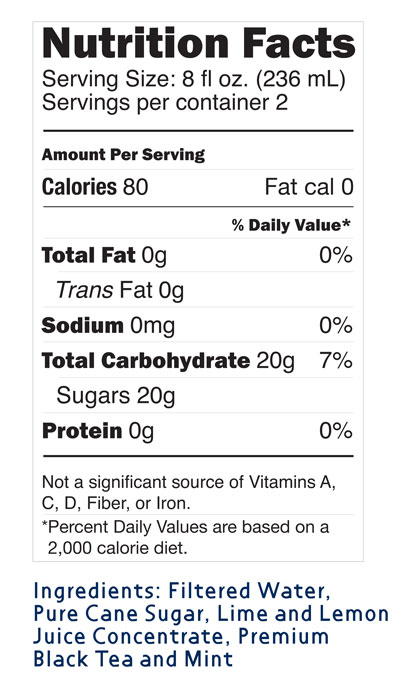 Nutrition Facts
Serving Size: 8 fl oz. (236 mL)
Servings per container 2
Amount Per Serving
Calories 80 Fat cal 0
% Daily Value*
Total Fat 0g 0%
Trans Fat 0g
Sodium 0mg 0%
Total Carbohydrate 20g 7%
Sugars 20g
Protein 0g 0%
Not a significant source of Vitamins A,
C, D, Fiber, or Iron.
*Percent Daily Values are based on a
2,000 calorie diet.
Ingredients: Filtered Water,
Pure Cane Sugar, Lime and Lemon
Juice Concentrate, Premium
Black Tea and Mint